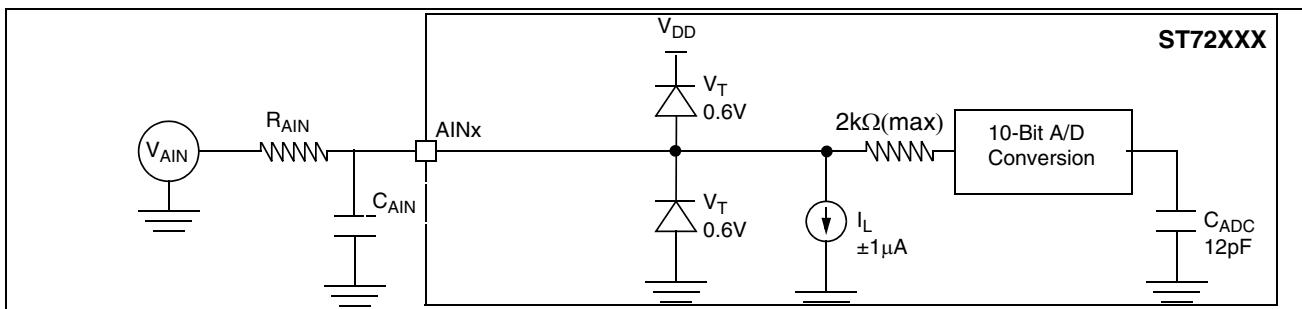 V_DD
ST72XXX
V_T
0.6V
R_AIN
AINx
2kΩ(max)
10-Bit A/D
Conversion
V_AIN
C_AIN
V_T
0.6V
I_L
±1μA
C_ADC
12pF